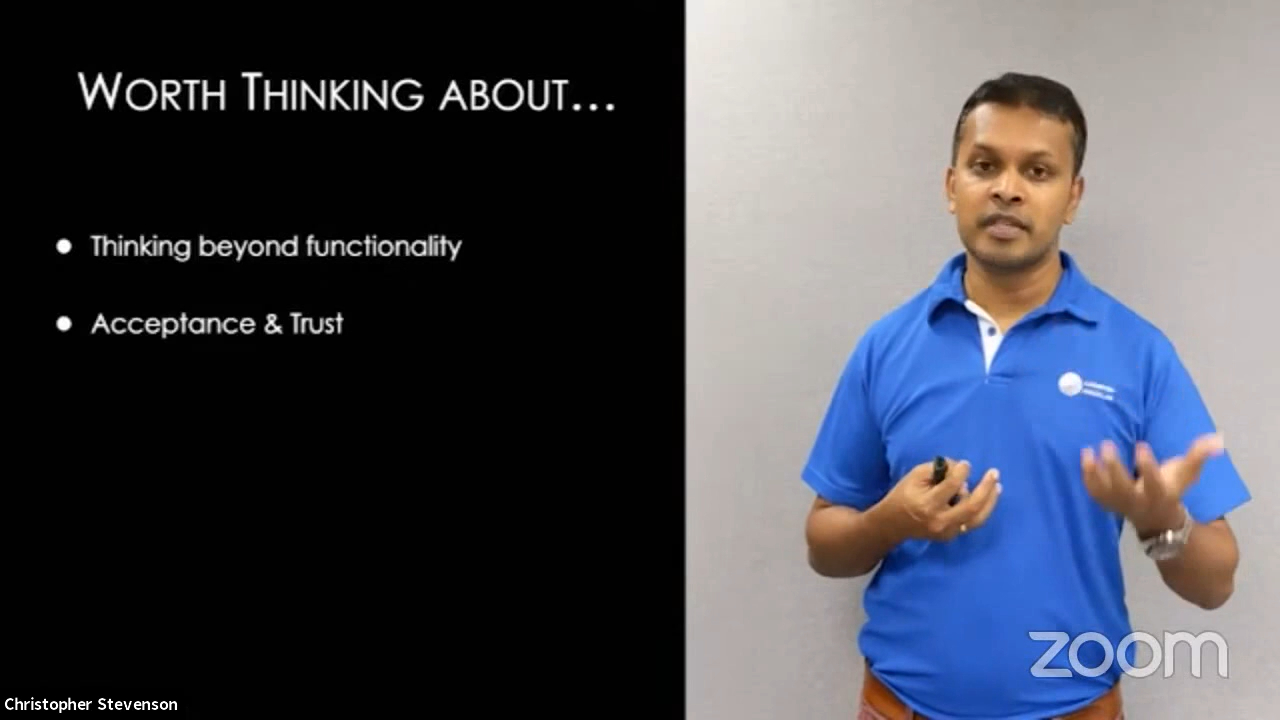 WORTH THINKING ABOUT...
● Thinking beyond functionality
● Acceptance & Trust
zoom
Christopher Stevenson